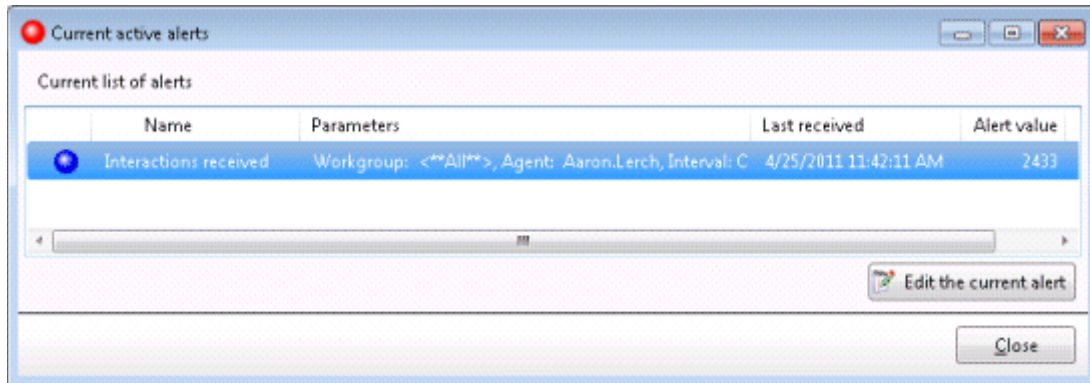 Current active alerts
Current list of alerts
Name Parameters Last received Alert value
Interactions received Workgroup: <**All**>, Agent: Aaron.Lerch, Interval: C 4/25/2011 11:42:11 AM 2433
Edit the current alert
Close